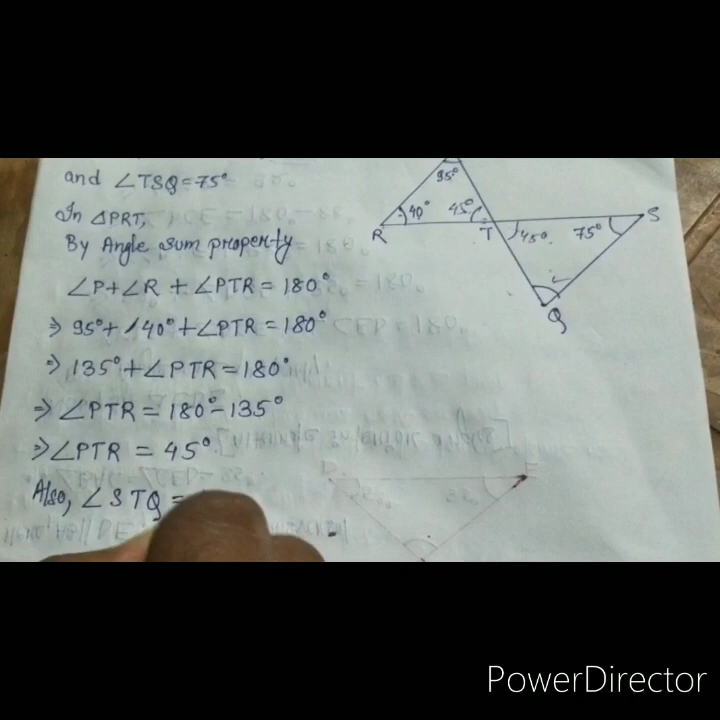 and ∠TSQ=75°
In ΔPRT,
By Angle sum property
∠P+∠R + ∠PTR = 180°
⇒ 95°+ 40°+∠PTR = 180°
⇒ 135°+∠PTR = 180°
⇒ ∠PTR = 180°-135°
⇒ ∠PTR = 45°
Also, ∠STQ =
95°
40° 45°
R T S
45° 75°
Q
PowerDirector